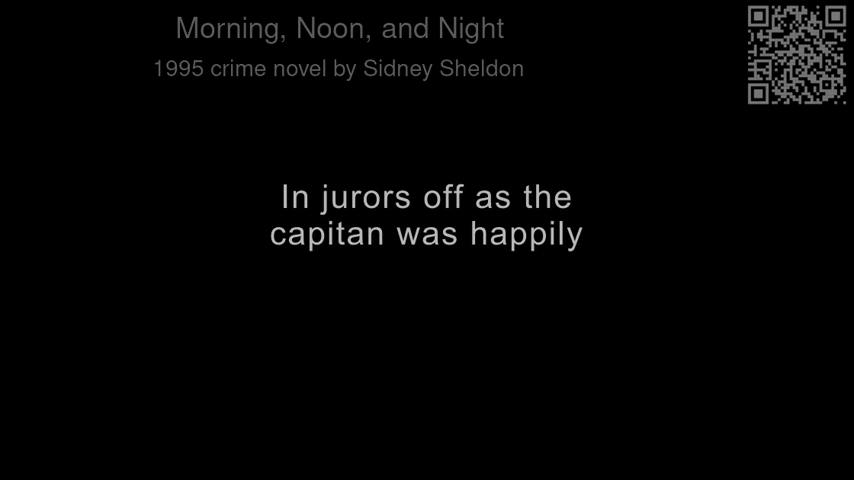 Morning, Noon, and Night
1995 crime novel by Sidney Sheldon
In jurors off as the
capitan was happily